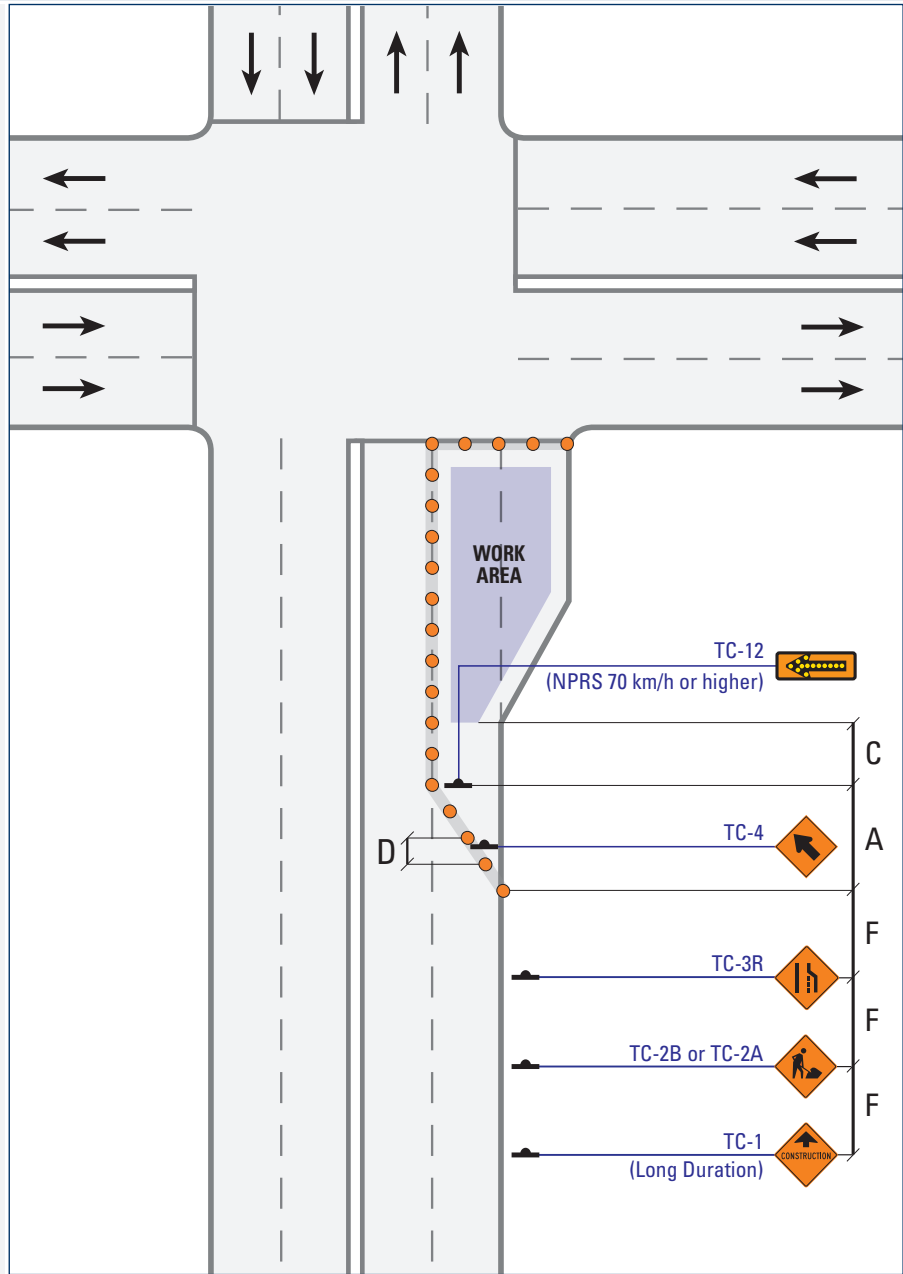 WORK
AREA
TC-12
(NPRS 70 km/h or higher)
C
TC-4
A
D
F
TC-3R
F
TC-2B or TC-2A
F
TC-1
(Long Duration)
CONSTRUCTION